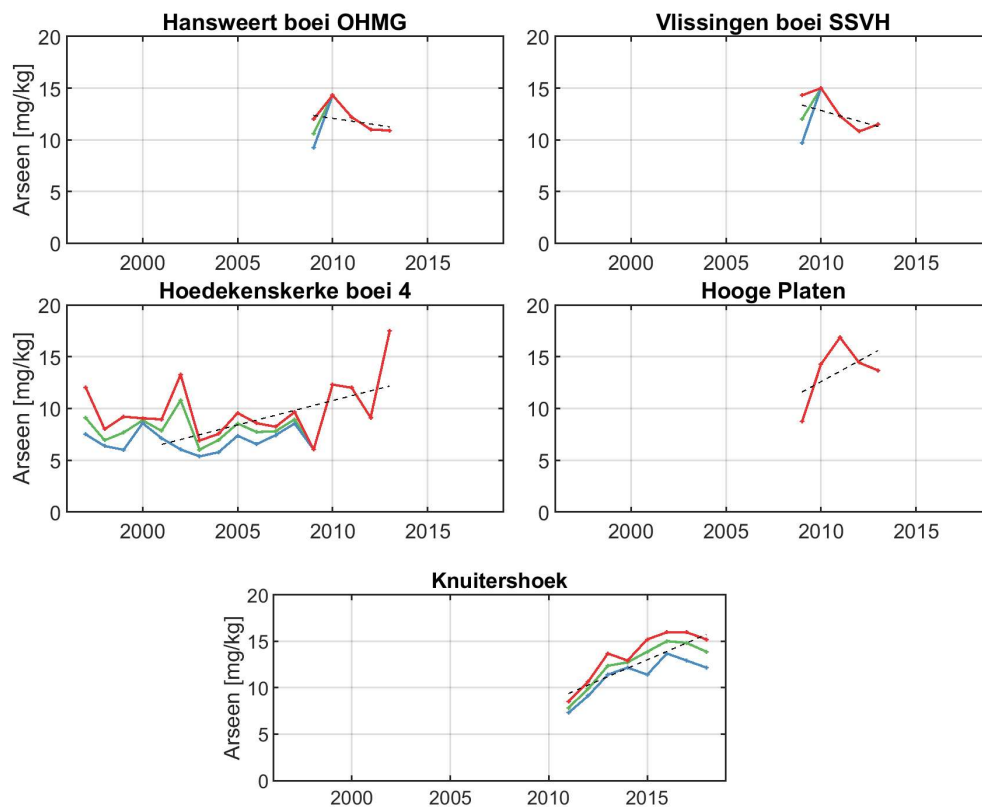 Hansweert boei OHMG
Vlissingen boei SSVH
Arseen [mg/kg]
20
15
10
5
0
2000 2005 2010 2015
20
15
10
5
0
2000 2005 2010 2015
Hoedekenskerke boei 4
Hooge Platen
Arseen [mg/kg]
20
15
10
5
0
2000 2005 2010 2015
20
15
10
5
0
2000 2005 2010 2015
Knuitershoek
Arseen [mg/kg]
20
15
10
5
0
2000 2005 2010 2015